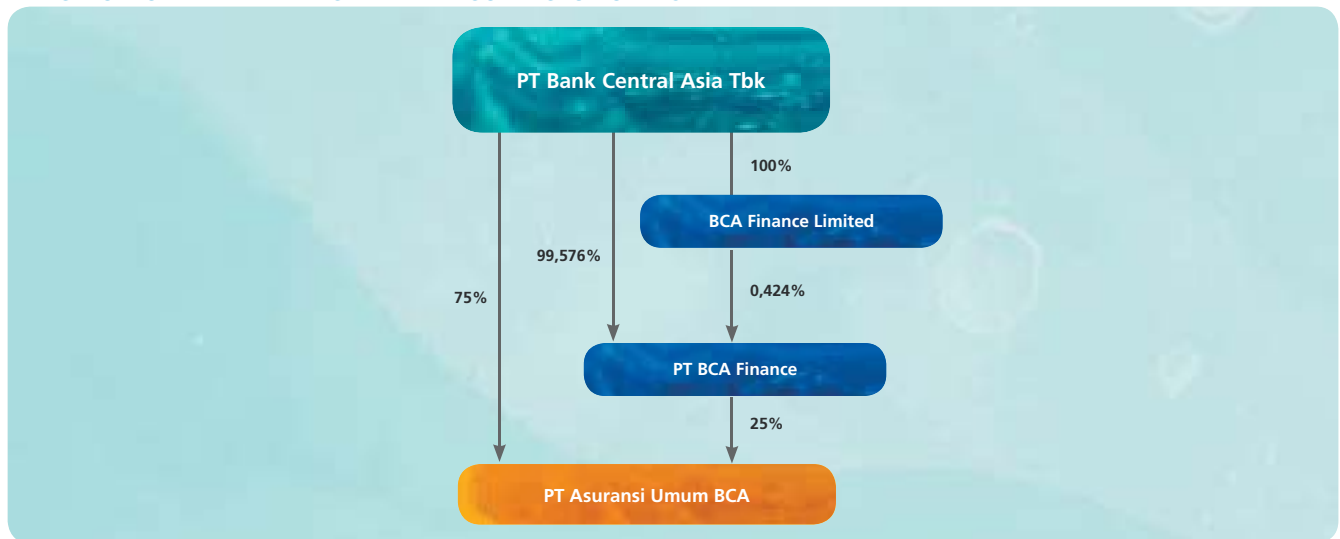 PT Bank Central Asia Tbk
100%
BCA Finance Limited
99,576%
75%
0,424%
PT BCA Finance
25%
PT Asuransi Umum BCA